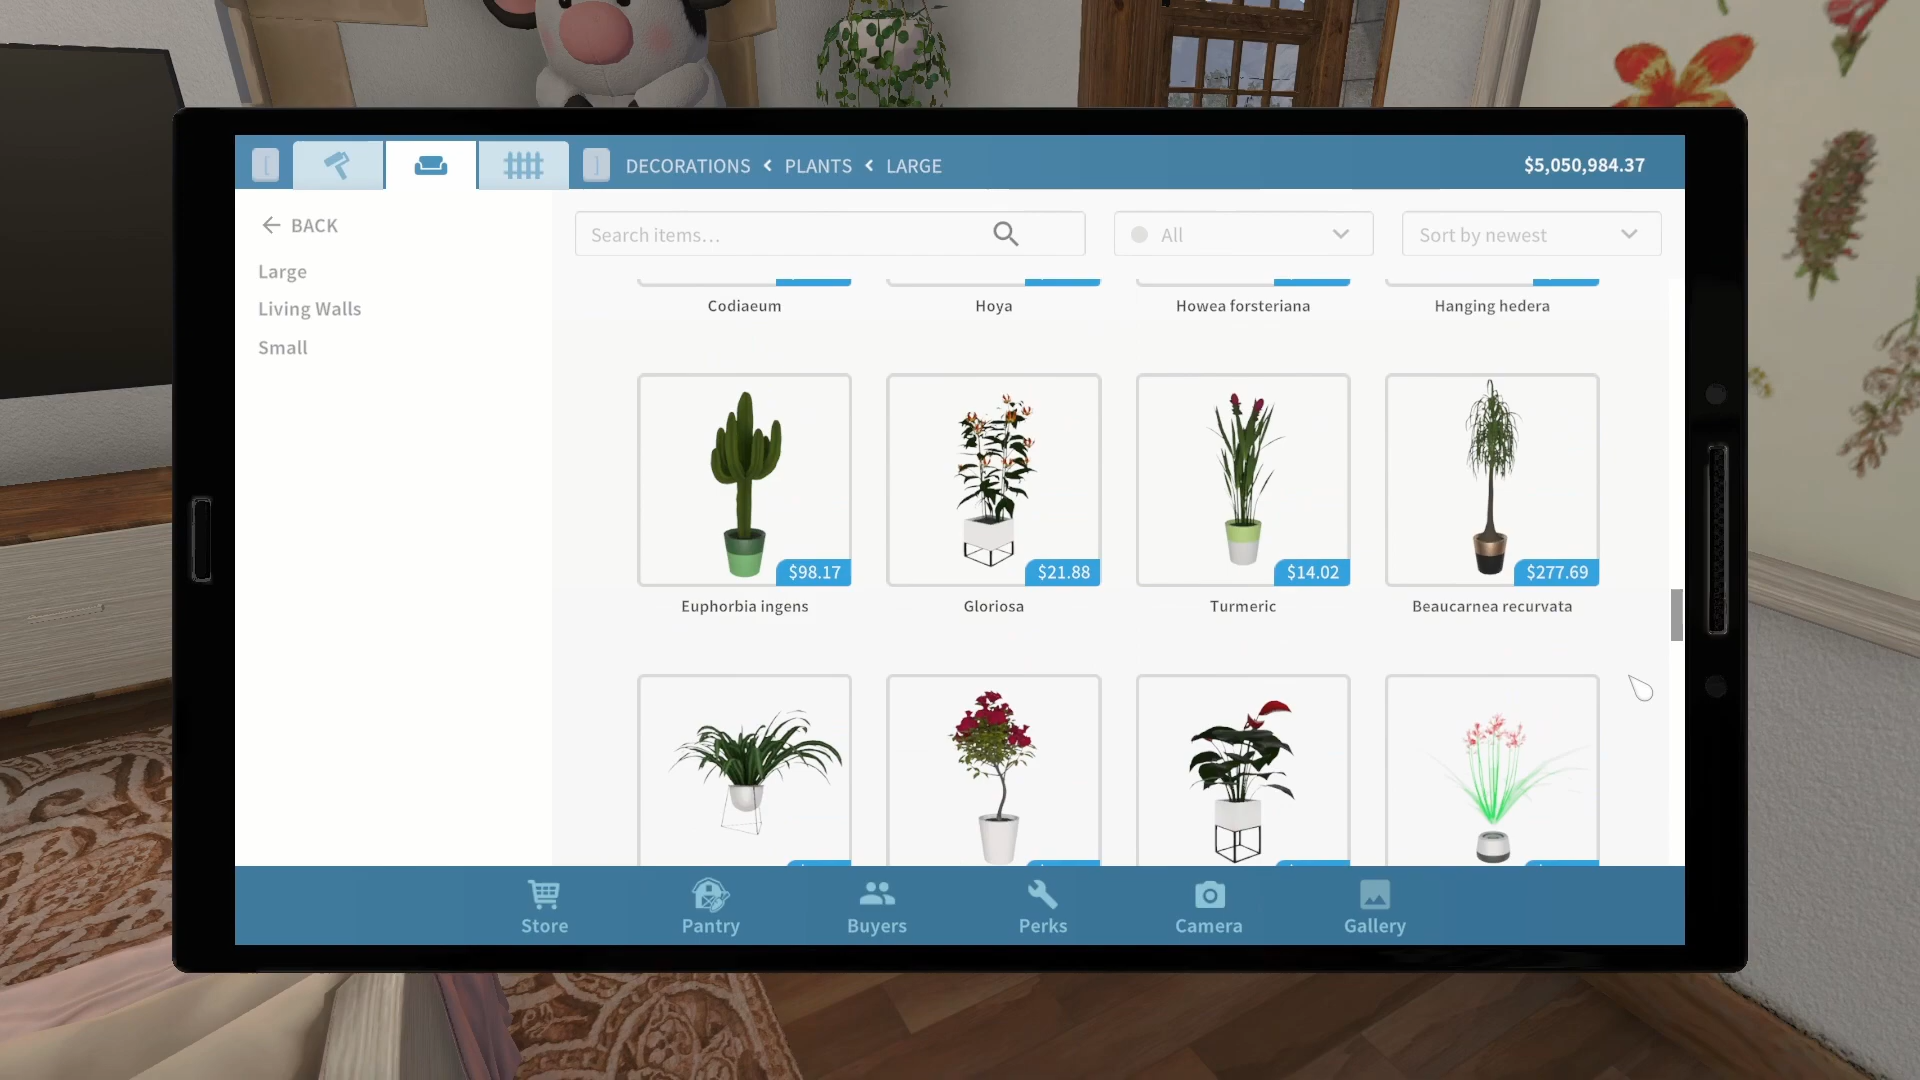 DECORATIONS < PLANTS < LARGE
$5,050,984.37
BACK
Large
Living Walls
Small
Search items...
All
Sort by newest
Codiaeum
Hoya
Howea forsteriana
Hanging hedera
$98.17
$21.88
$14.02
$277.69
Euphorbia ingens
Gloriosa
Turmeric
Beaucarnea recurvata
Store
Pantry
Buyers
Perks
Camera
Gallery